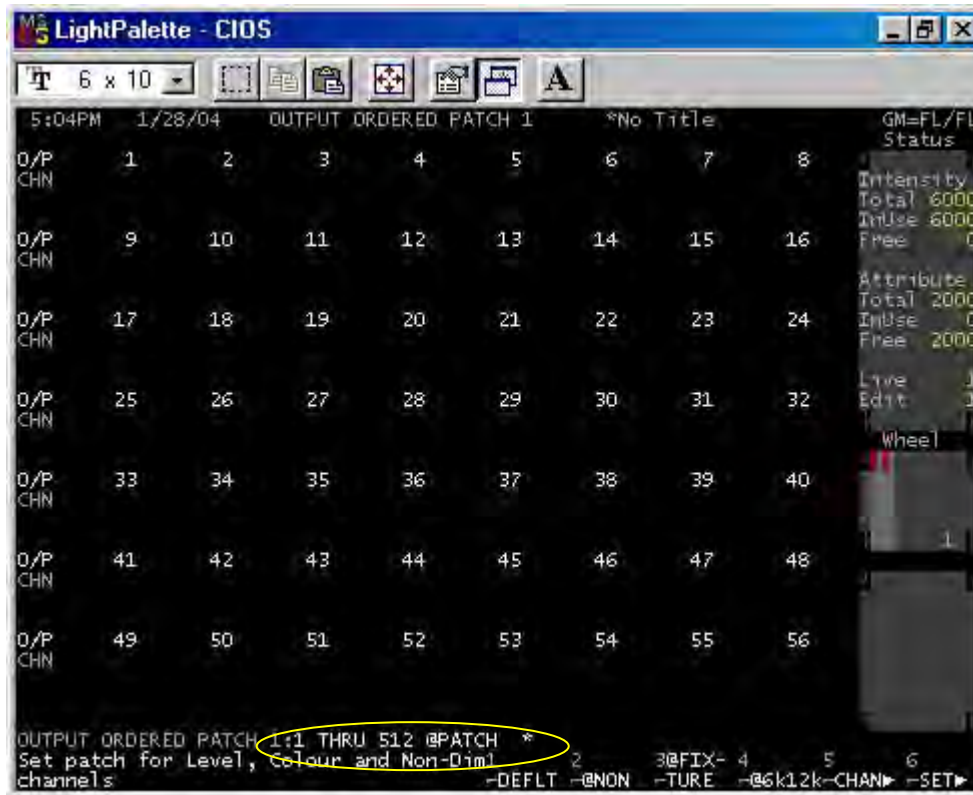 LightPalette - CIOS
6 x 10
5:04PM 1/28/04 OUTPUT ORDERED PATCH 1 *No Title GM=FL/FL
Status
O/P 1 2 3 4 5 6 7 8
CHN
Intensity
Total 6000
InUse 6000
Free 0
O/P 9 10 11 12 13 14 15 16
CHN
Attribute
Total 2000
InUse 0
Free 2000
O/P 17 18 19 20 21 22 23 24
CHN
Live 1
Edit 1
O/P 25 26 27 28 29 30 31 32
CHN
Wheel
1
O/P 33 34 35 36 37 38 39 40
CHN
O/P 41 42 43 44 45 46 47 48
CHN
O/P 49 50 51 52 53 54 55 56
CHN
OUTPUT ORDERED PATCH 1:1 THRU 512 @PATCH *
Set patch for Level, Colour and Non-Dim1 2 3@FIX- 4 5 6
channels ⌐DEFLT ⌐@NON ⌐TURE ⌐@6k12k⌐CHAN► ⌐SET►